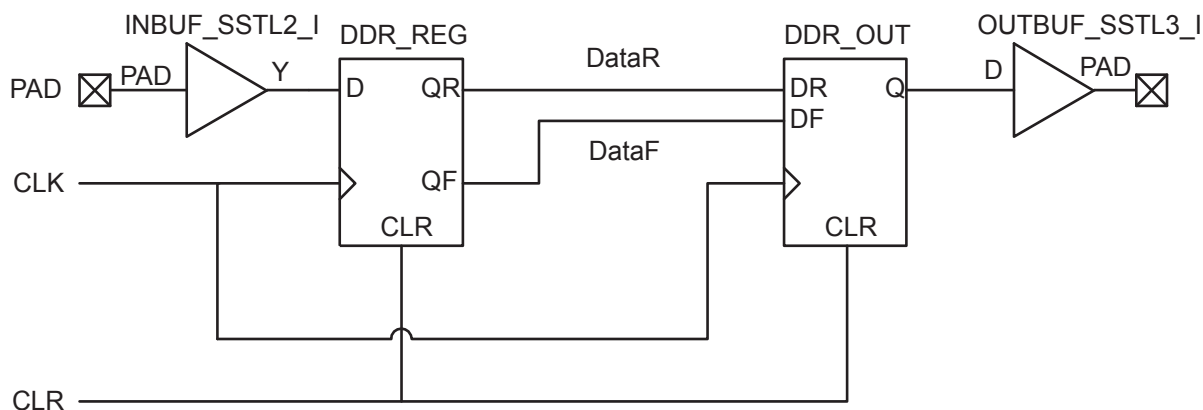 INBUF_SSTL2_I
DDR_REG
DDR_OUT
OUTBUF_SSTL3_I
PAD
PAD
Y
D
QR
DataR
DR
Q
D
PAD
DF
DataF
CLK
QF
CLR
CLR
CLR